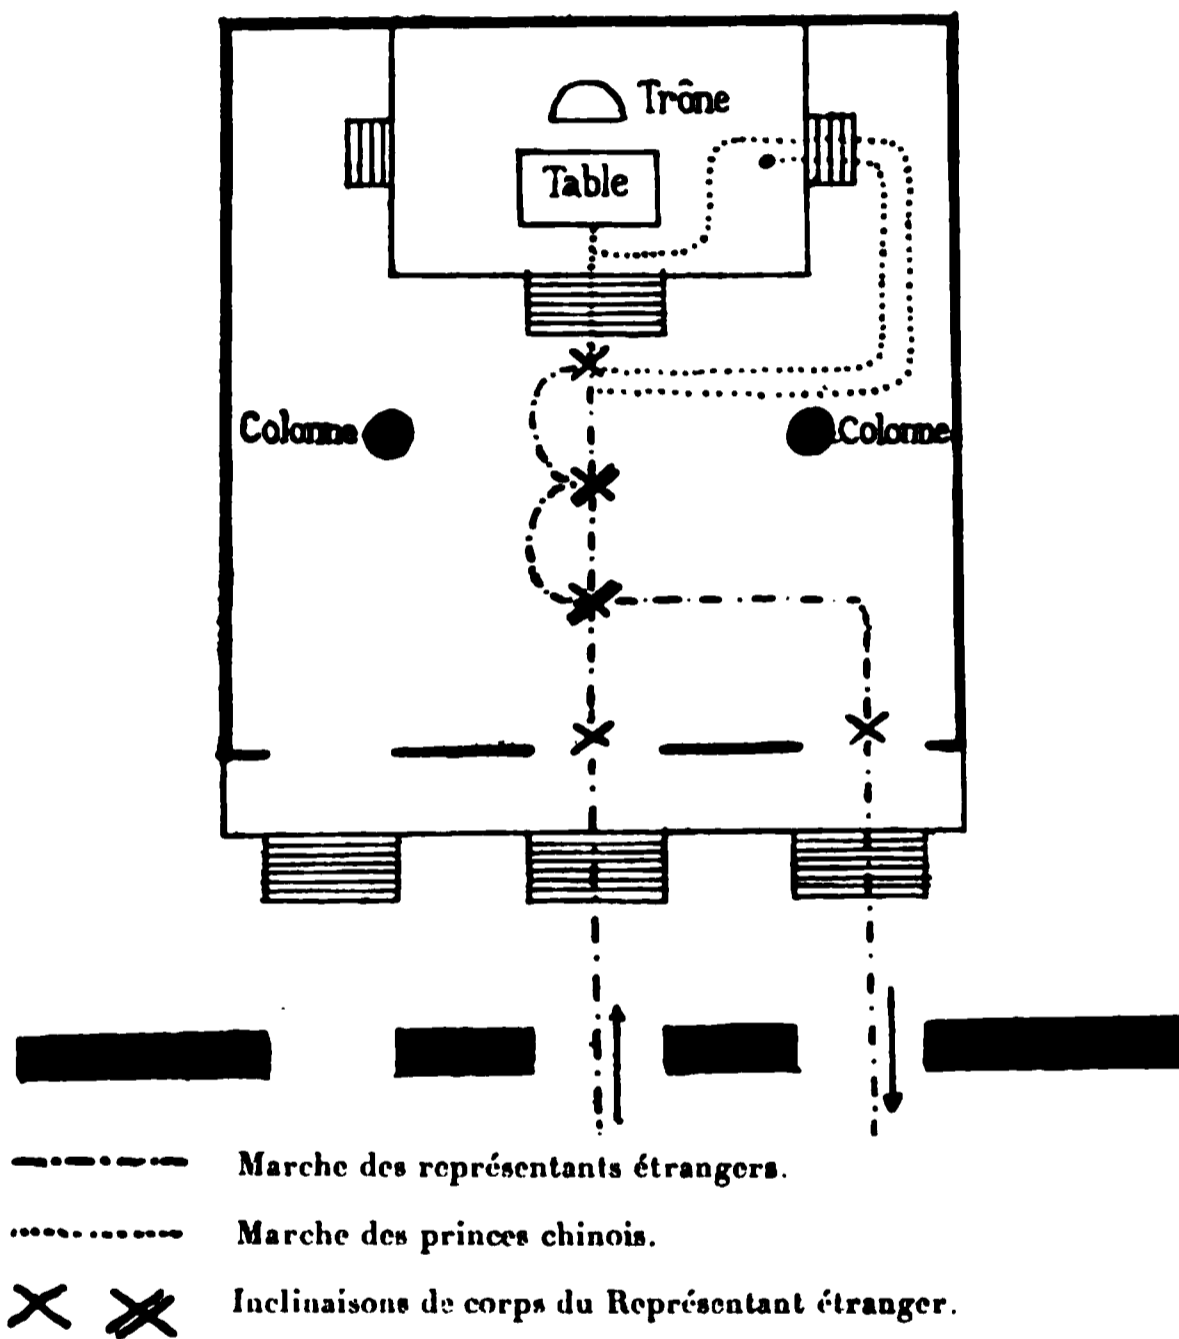 Trône
Table
Colonne
Colonne
Marche des représentants étrangers.
Marche des princes chinois.
Inclinaisons de corps du Représentant étranger.